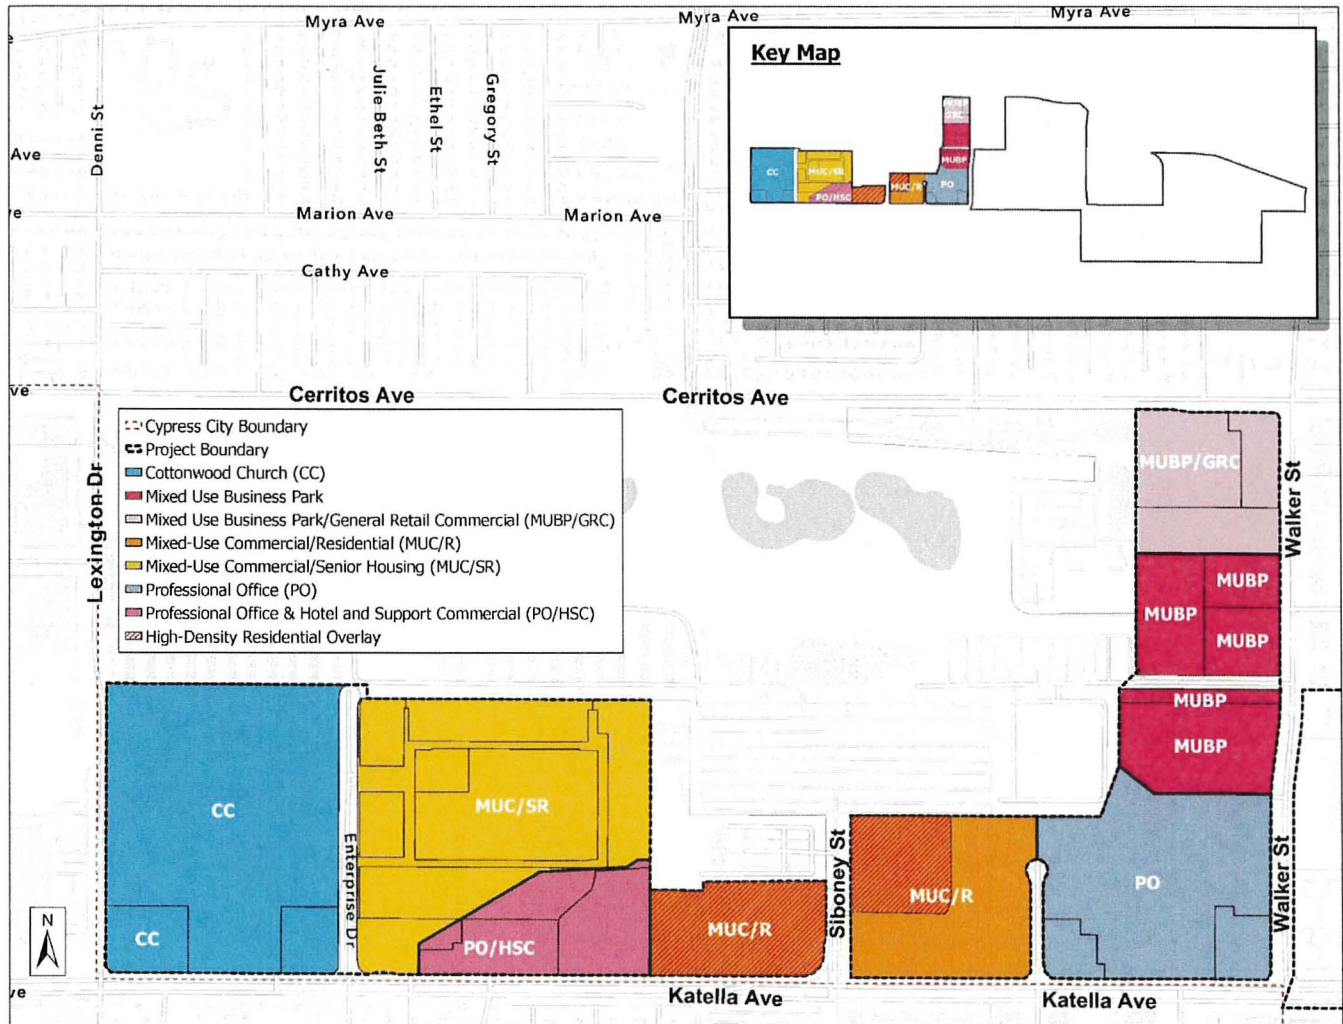 Myra Ave
Myra Ave
Myra Ave
Key Map
MUBP
GRC
MUBP
CC
MUC/SR
PO/HSC
MUC/R
PO
Denni St
Julie Beth St
Ethel St
Gregory St
Ave
Marion Ave
Marion Ave
Cathy Ave
ve
Cerritos Ave
Cerritos Ave
Cypress City Boundary
Project Boundary
Cottonwood Church (CC)
Mixed Use Business Park
Mixed Use Business Park/General Retail Commercial (MUBP/GRC)
Mixed-Use Commercial/Residential (MUC/R)
Mixed-Use Commercial/Senior Housing (MUC/SR)
Professional Office (PO)
Professional Office & Hotel and Support Commercial (PO/HSC)
High-Density Residential Overlay
Lexington Dr
MUBP/GRC
Walker St
MUBP
MUBP
MUBP
MUBP
MUBP
CC
MUC/SR
Enterprise Dr
Siboney St
MUC/R
PO
Walker St
CC
PO/HSC
MUC/R
N
ve
Katella Ave
Katella Ave